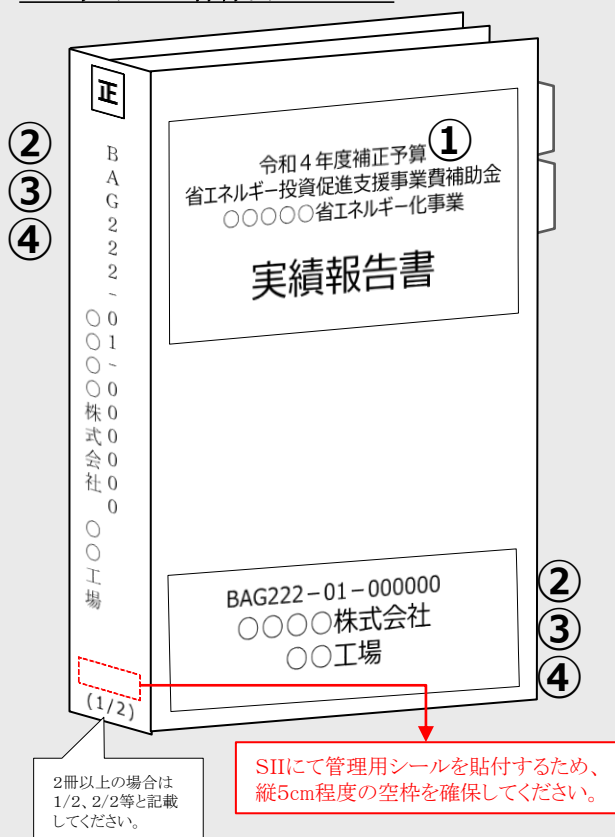 正
②
③
④
BAG222-01-000000
○○○○株式会社 ○○工場
(1/2)
令和4年度補正予算①
省エネルギー投資促進支援事業費補助金
○○○○○省エネルギー化事業
実績報告書
BAG222-01-000000
○○○○株式会社
○○工場
②
③
④
2冊以上の場合は
1/2、2/2等と記載
してください。
SIIにて管理用シールを貼付するため、
縦5cm程度の空枠を確保してください。